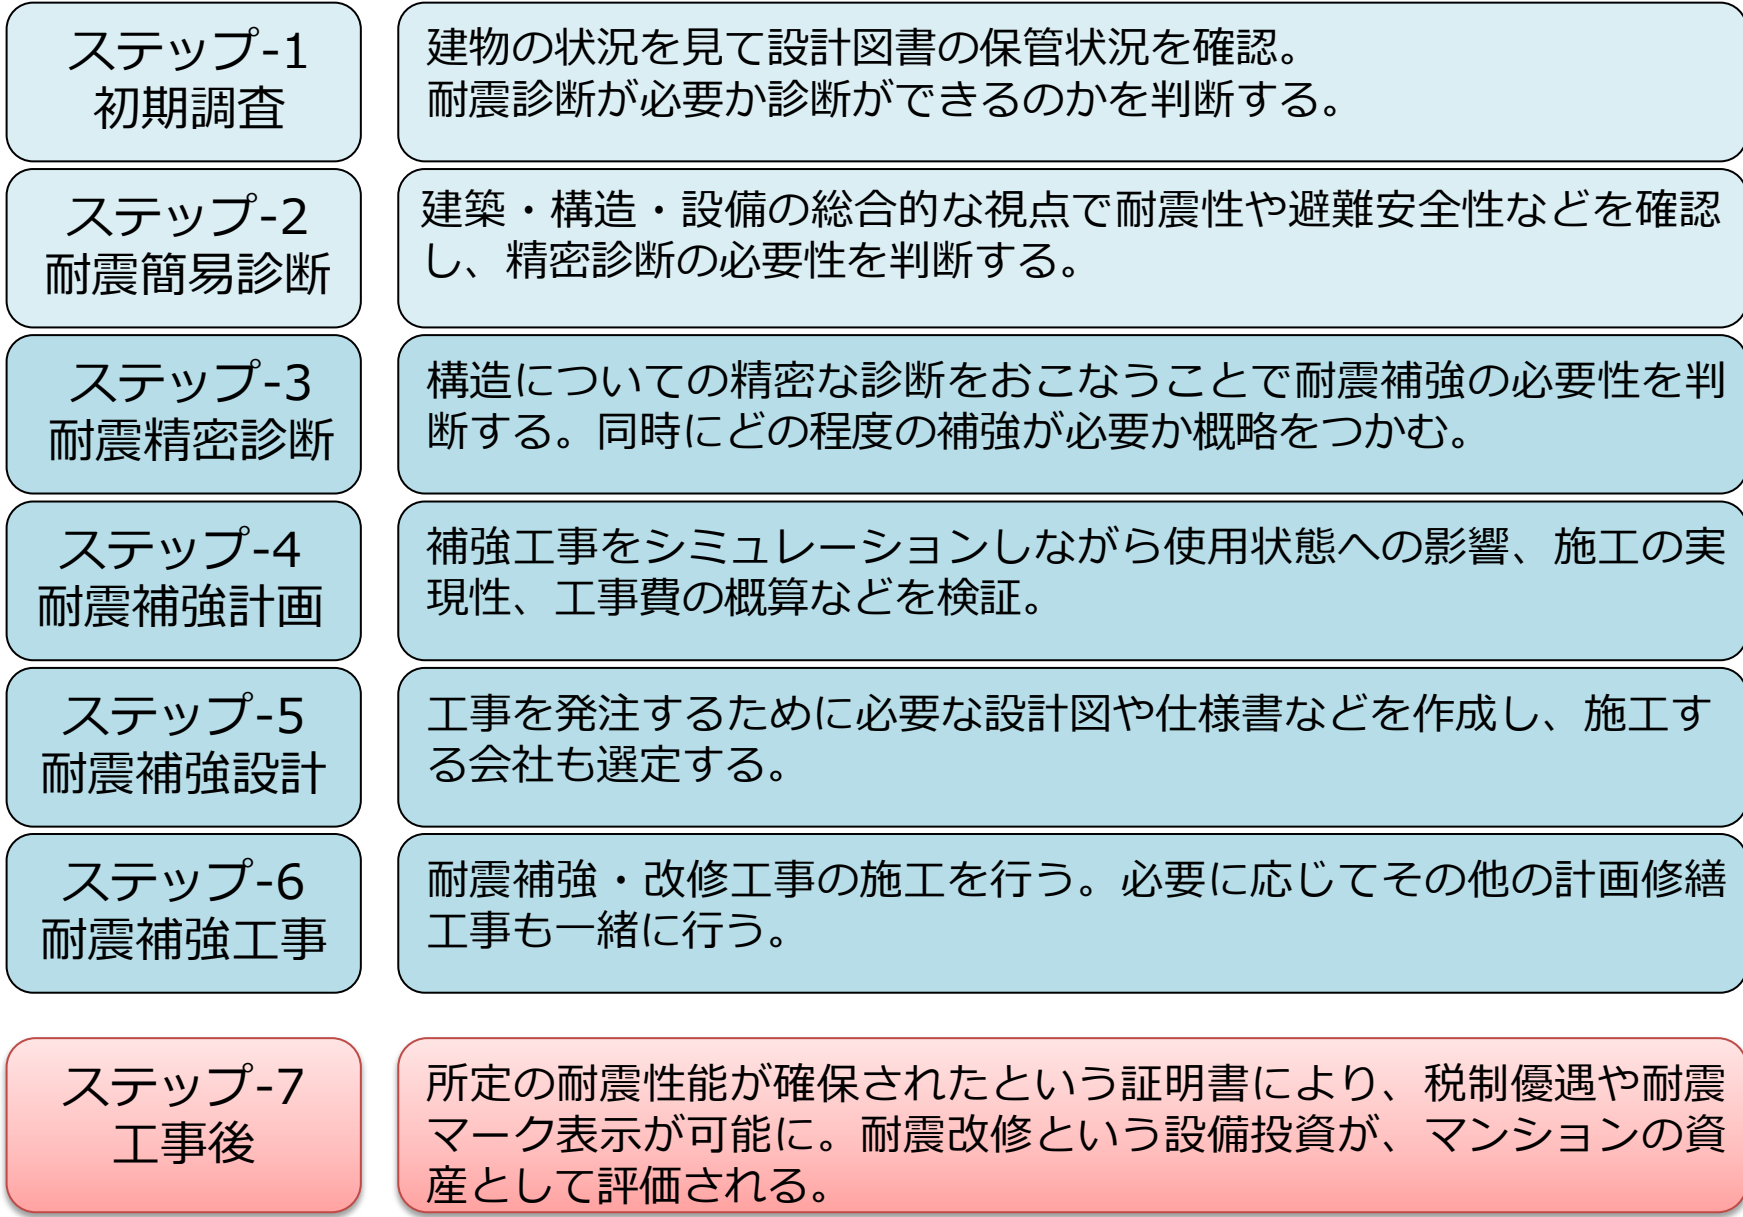 ステップ-1
初期調査
建物の状況を見て設計図書の保管状況を確認。
耐震診断が必要か診断ができるのかを判断する。
ステップ-2
耐震簡易診断
建築・構造・設備の総合的な視点で耐震性や避難安全性などを確認
し、精密診断の必要性を判断する。
ステップ-3
耐震精密診断
構造についての精密な診断をおこなうことで耐震補強の必要性を判
断する。同時にどの程度の補強が必要か概略をつかむ。
ステップ-4
耐震補強計画
補強工事をシミュレーションしながら使用状態への影響、施工の実
現性、工事費の概算などを検証。
ステップ-5
耐震補強設計
工事を発注するために必要な設計図や仕様書などを作成し、施工す
る会社も選定する。
ステップ-6
耐震補強工事
耐震補強・改修工事の施工を行う。必要に応じてその他の計画修繕
工事も一緒に行う。
ステップ-7
工事後
所定の耐震性能が確保されたという証明書により、税制優遇や耐震
マーク表示が可能に。耐震改修という設備投資が、マンションの資
産として評価される。